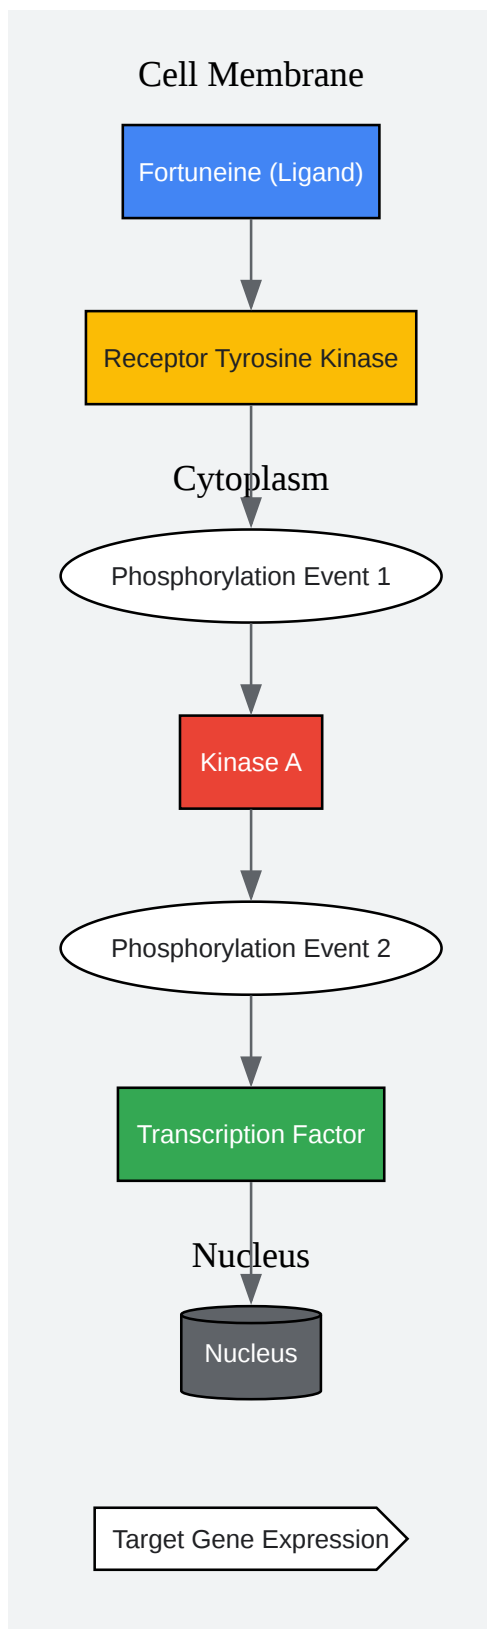 Cell Membrane
Fortuneine (Ligand)
Receptor Tyrosine Kinase
Cytoplasm
Phosphorylation Event 1
Kinase A
Phosphorylation Event 2
Transcription Factor
Nucleus
Nucleus
Target Gene Expression